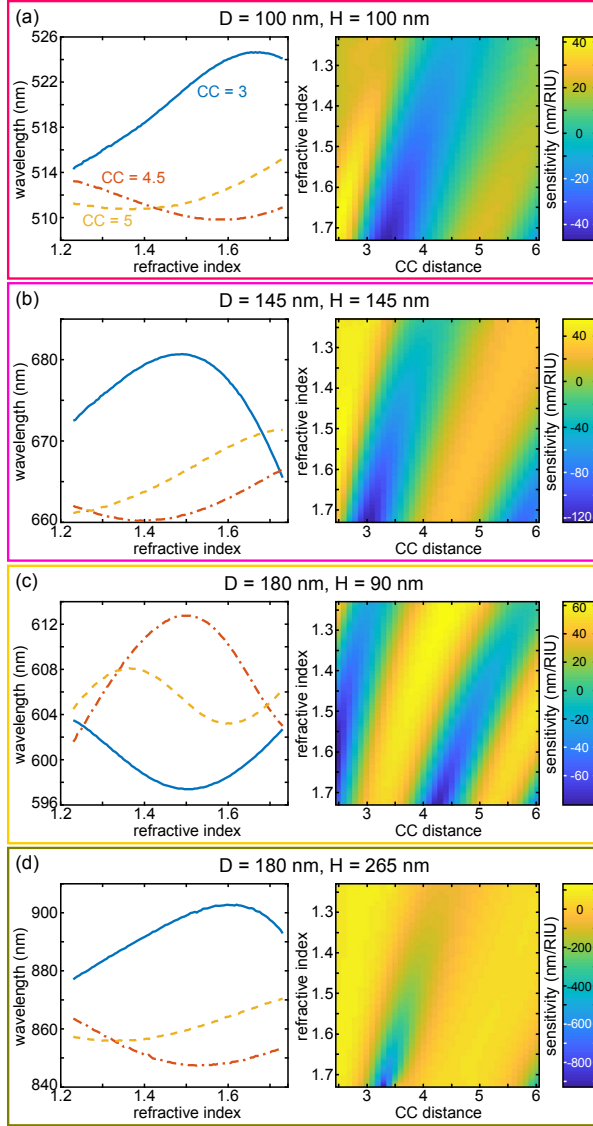 (a) D = 100 nm, H = 100 nm
wavelength (nm)
526
522
518
514
510
CC = 3
CC = 4.5
CC = 5
1.2 1.4 1.6
refractive index
refractive index
1.3
1.4
1.5
1.6
1.7
3 4 5 6
CC distance
sensitivity (nm/RIU)
40
20
0
-20
-40
(b) D = 145 nm, H = 145 nm
wavelength (nm)
680
670
660
1.2 1.4 1.6
refractive index
refractive index
1.3
1.4
1.5
1.6
1.7
3 4 5 6
CC distance
sensitivity (nm/RIU)
40
0
-40
-80
-120
(c) D = 180 nm, H = 90 nm
wavelength (nm)
612
608
604
600
596
1.2 1.4 1.6
refractive index
refractive index
1.3
1.4
1.5
1.6
1.7
3 4 5 6
CC distance
sensitivity (nm/RIU)
60
40
20
0
-20
-40
-60
(d) D = 180 nm, H = 265 nm
wavelength (nm)
900
880
860
840
1.2 1.4 1.6
refractive index
refractive index
1.3
1.4
1.5
1.6
1.7
3 4 5 6
CC distance
sensitivity (nm/RIU)
0
-200
-400
-600
-800